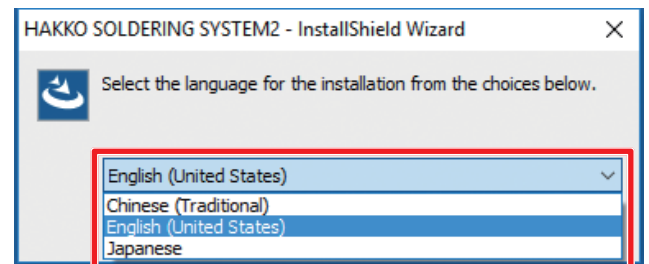 HAKKO SOLDERING SYSTEM2 - InstallShield Wizard
Select the language for the installation from the choices below.
English (United States)
Chinese (Traditional)
English (United States)
Japanese